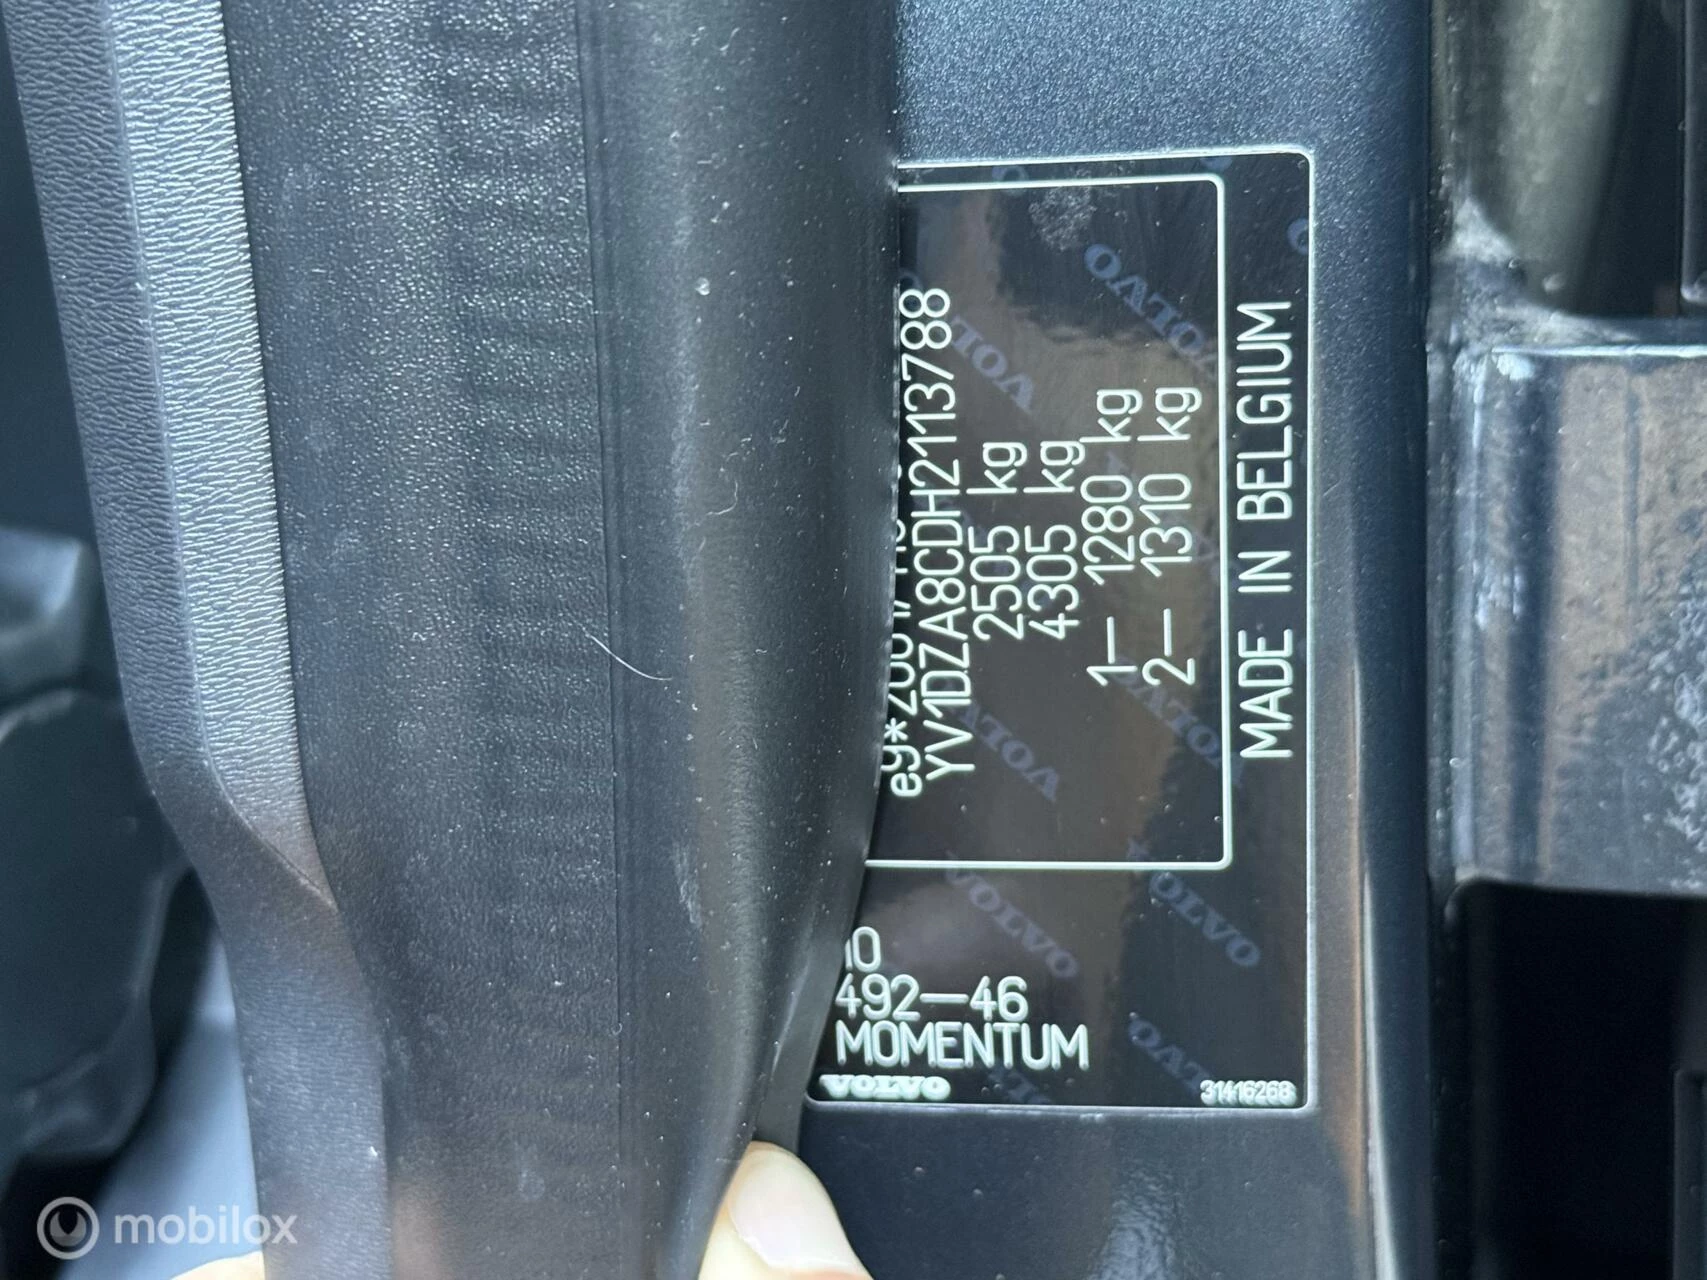 YV1DZA8CDH2113788
2505 kg
4305 kg
1– 1280 kg
2– 1310 kg
MADE IN BELGIUM
492–46
MOMENTUM
VOLVO
31416268
mobilox